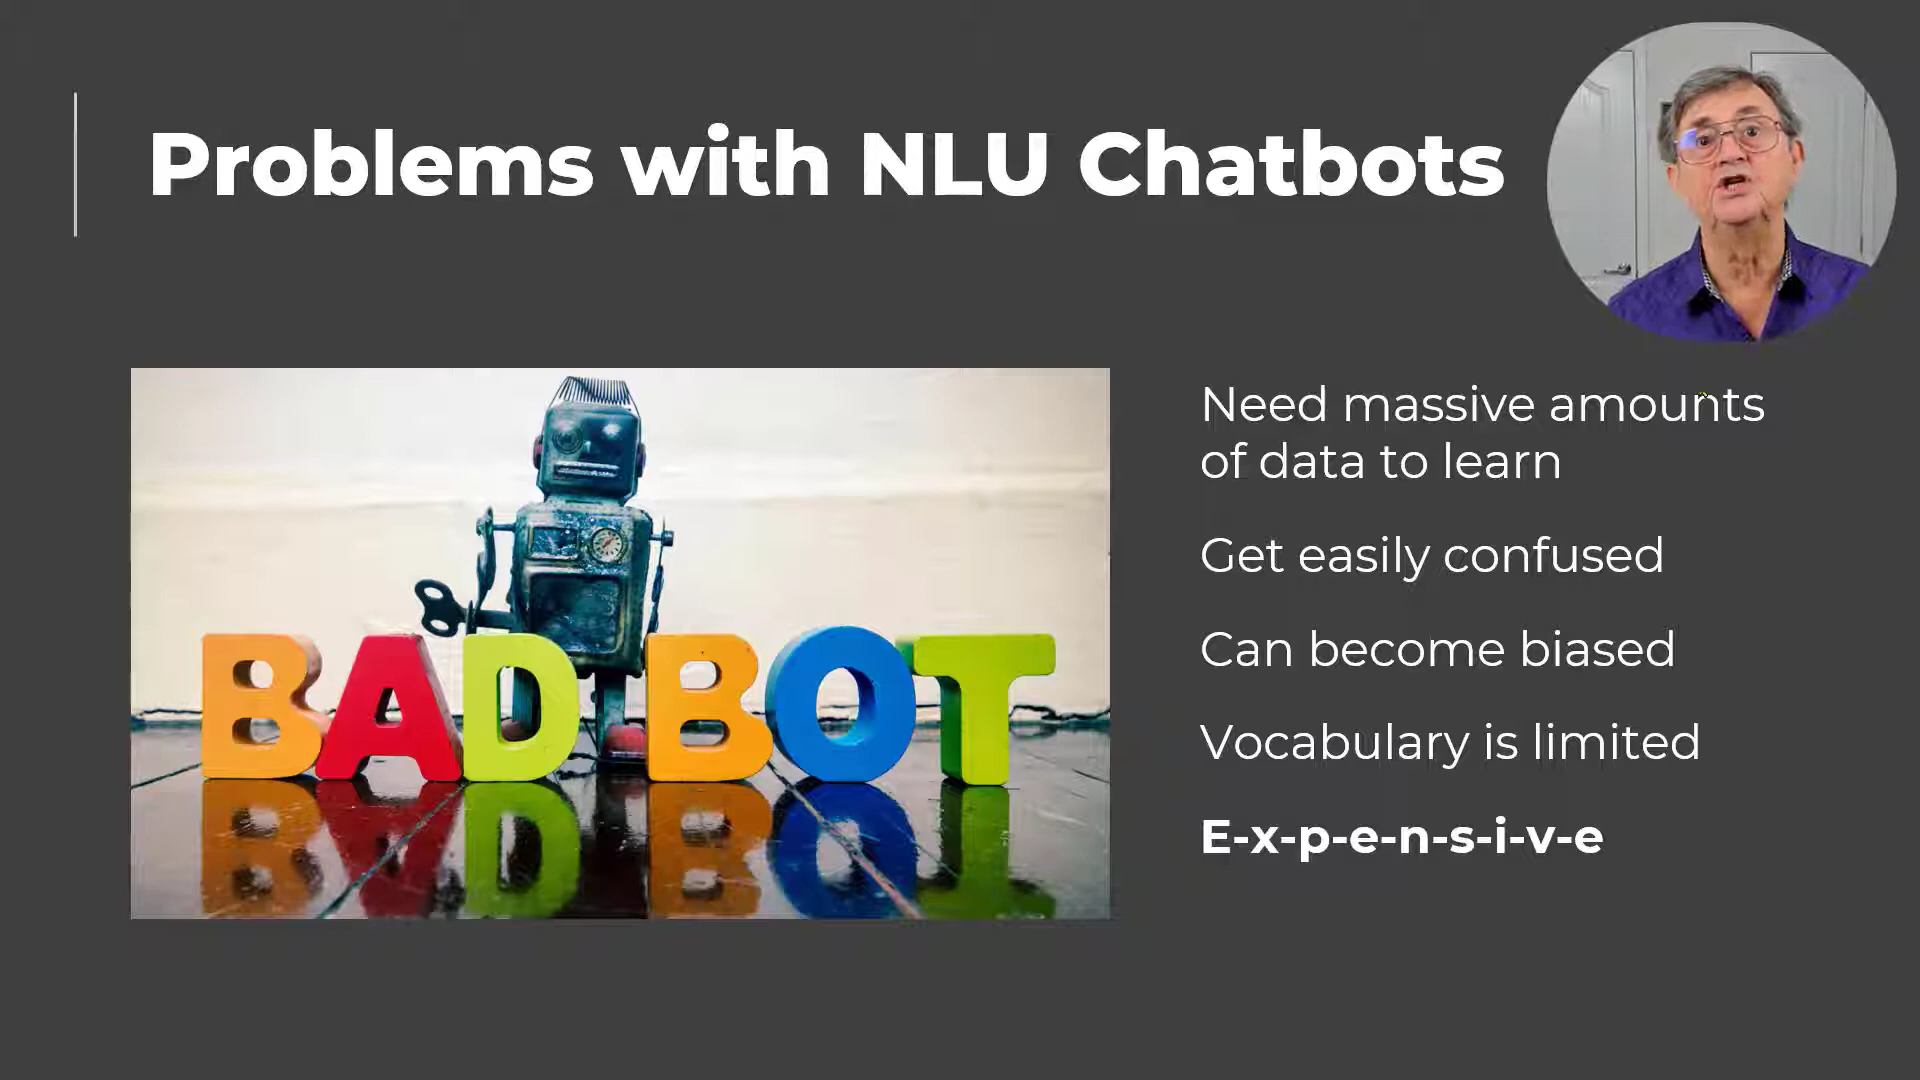 Problems with NLU Chatbots
BAD BOT
Need massive amounts
of data to learn
Get easily confused
Can become biased
Vocabulary is limited
E-x-p-e-n-s-i-v-e